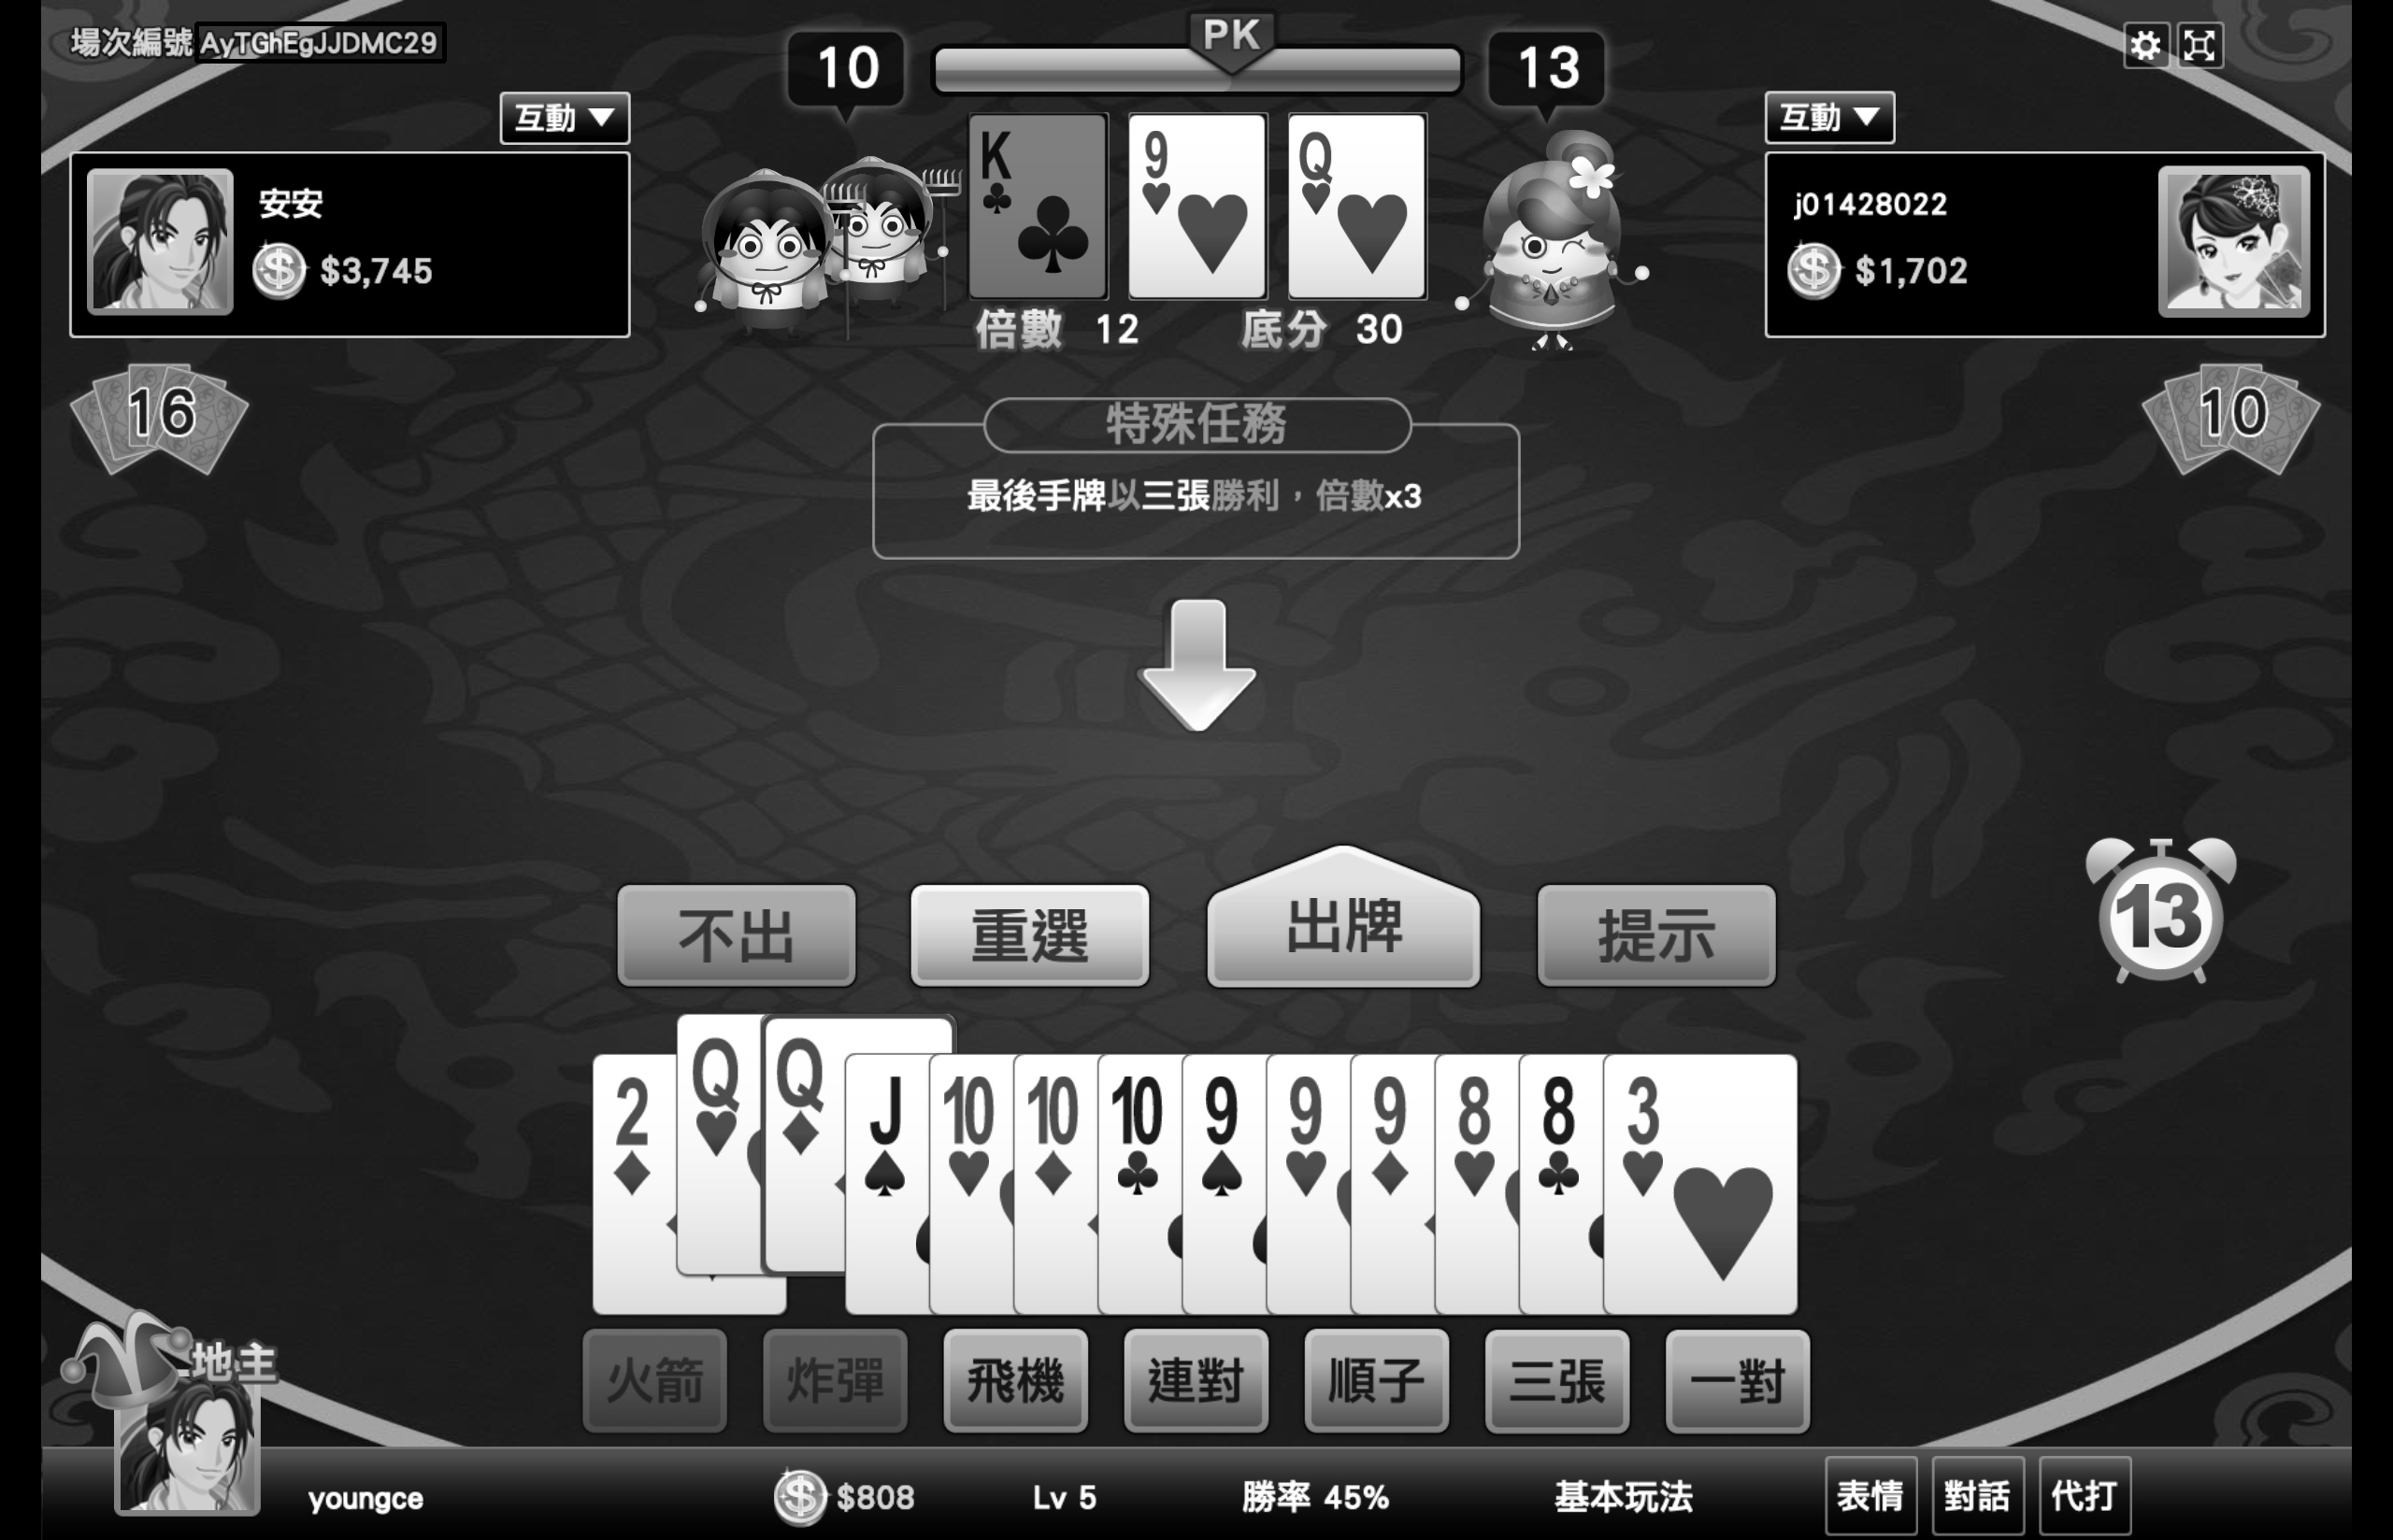 場次編號 AyTGhEgJJDMC29
10
PK
13
互動
互動
安安
$3,745
j01428022
$1,702
K
9
Q
倍數 12 底分 30
16
10
特殊任務
最後手牌以三張勝利，倍數x3
不出
重選
出牌
提示
13
2
Q
Q
J
10
10
10
9
9
9
8
8
3
地主
火箭
炸彈
飛機
連對
順子
三張
一對
youngce
$808
Lv 5
勝率 45%
基本玩法
表情
對話
代打